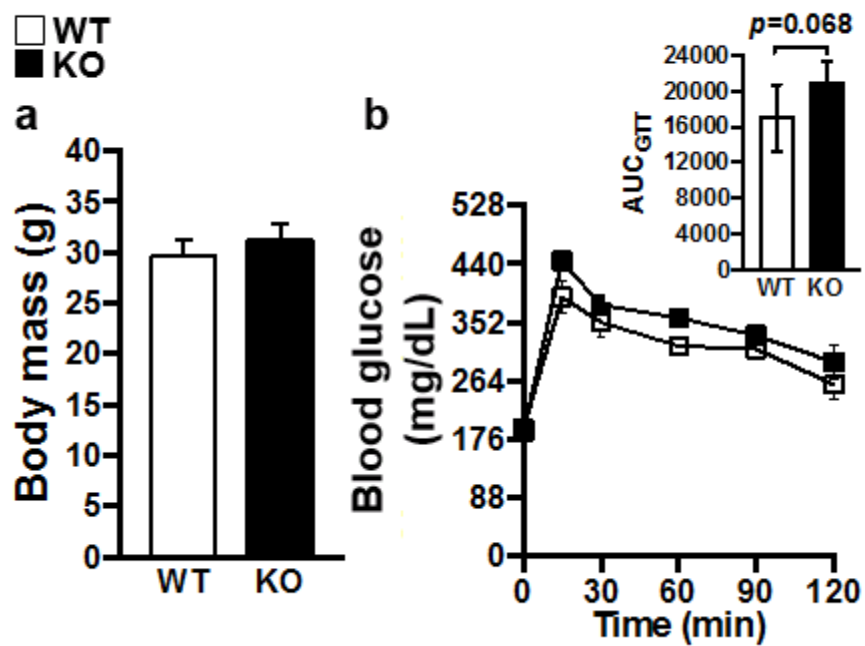 WT
KO
a
Body mass (g)
40
35
30
25
20
15
10
5
0
WT KO
b
Blood glucose
(mg/dL)
528
440
352
264
176
88
0
0 30 60 90 120
Time (min)
p=0.068
AUCGTT
24000
20000
16000
12000
8000
4000
0
WT KO